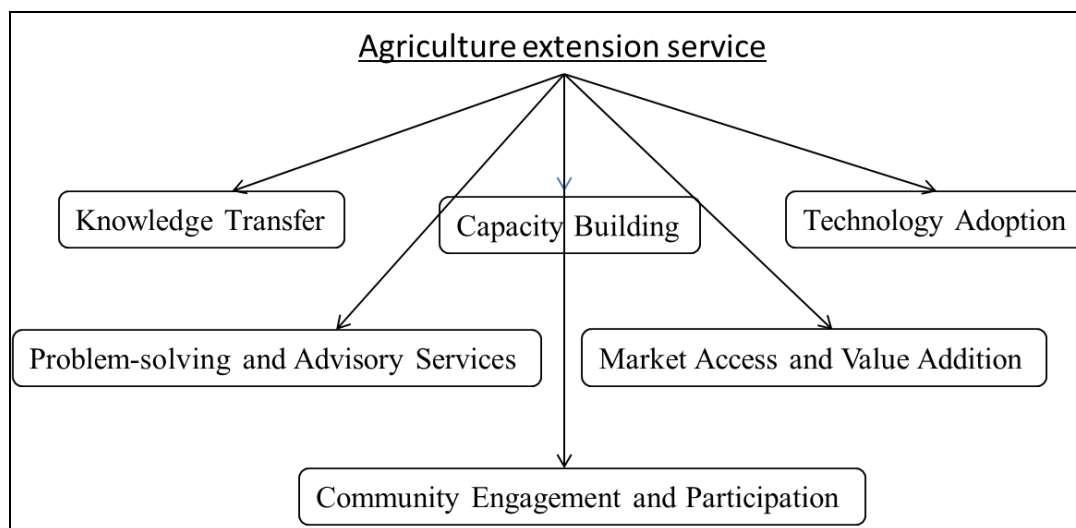 Agriculture extension service
Knowledge Transfer
Capacity Building
Technology Adoption
Problem-solving and Advisory Services
Market Access and Value Addition
Community Engagement and Participation